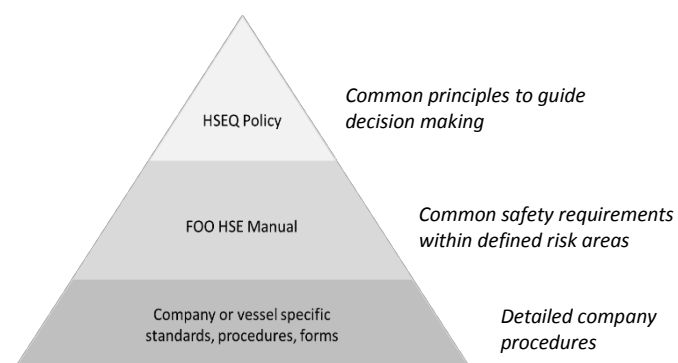 HSEQ Policy
Common principles to guide
decision making
FOO HSE Manual
Common safety requirements
within defined risk areas
Company or vessel specific
standards, procedures, forms
Detailed company
procedures